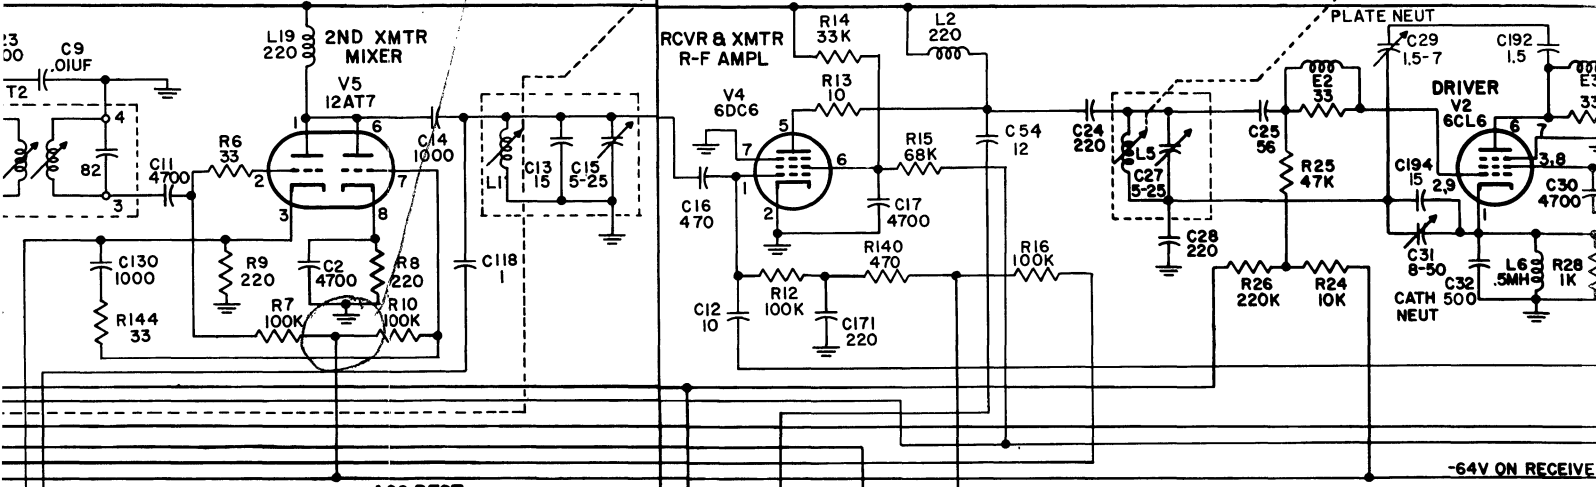 23
00
C9
.01UF
T2
4
82
3
C11
4700
R6
33
L19
220
2ND XMTR
MIXER
V5
12AT7
1
6
2
7
3
8
C14
1000
C130
1000
R144
33
R9
220
C2
4700
R8
220
R7
100K
R10
100K
C118
1
L1
C13
15
C15
5-25
RCVR & XMTR
R-F AMPL
V4
6DC6
R14
33K
R13
10
L2
220
5
7
6
1
2
R15
68K
C16
470
C17
4700
C54
12
R140
470
R16
100K
R12
100K
C12
10
C171
220
C24
220
L5
C27
5-25
C28
220
C25
56
E2
33
R25
47K
R26
220K
R24
10K
PLATE NEUT
C29
1.5-7
C192
1.5
E3
33
DRIVER
V2
6CL6
6
7
3,8
2,9
1
C194
15
C30
4700
C31
8-50
CATH
NEUT
C32
500
L6
.5MH
R28
1K
-64V ON RECEIVE